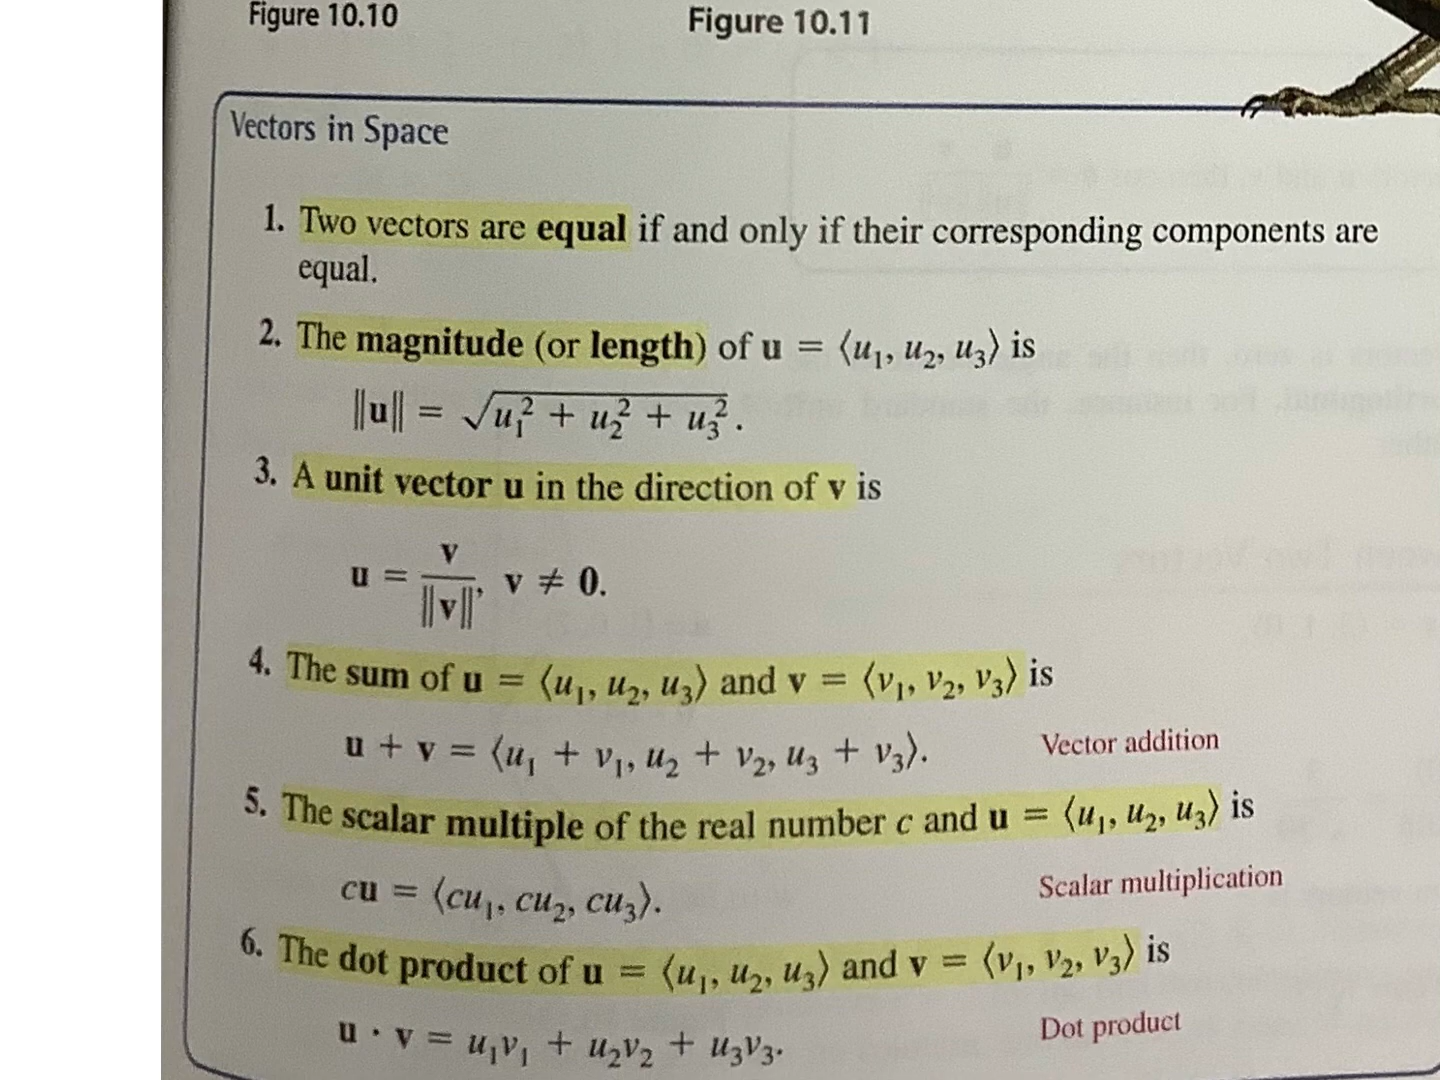 Figure 10.10 Figure 10.11
Vectors in Space
1. Two vectors are equal if and only if their corresponding components are
equal.
2. The magnitude (or length) of u = ⟨u₁, u₂, u₃⟩ is
‖u‖ = √(u₁² + u₂² + u₃²).
3. A unit vector u in the direction of v is
u = v/‖v‖, v ≠ 0.
4. The sum of u = ⟨u₁, u₂, u₃⟩ and v = ⟨v₁, v₂, v₃⟩ is
u + v = ⟨u₁ + v₁, u₂ + v₂, u₃ + v₃⟩. Vector addition
5. The scalar multiple of the real number c and u = ⟨u₁, u₂, u₃⟩ is
cu = ⟨cu₁, cu₂, cu₃⟩. Scalar multiplication
6. The dot product of u = ⟨u₁, u₂, u₃⟩ and v = ⟨v₁, v₂, v₃⟩ is
u · v = u₁v₁ + u₂v₂ + u₃v₃. Dot product